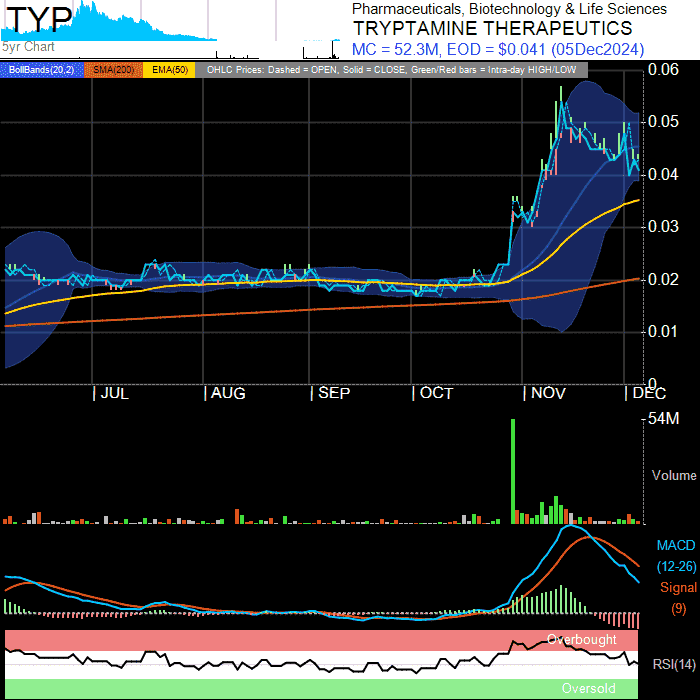 TYP
5yr Chart
Pharmaceuticals, Biotechnology & Life Sciences
TRYPTAMINE THERAPEUTICS
MC = 52.3M, EOD = $0.041 (05Dec2024)
BollBands(20,2) SMA(200) EMA(50) OHLC Prices: Dashed = OPEN, Solid = CLOSE, Green/Red bars = Intra-day HIGH/LOW
0.06
0.05
0.04
0.03
0.02
0.01
0
| JUL | AUG | SEP | OCT | NOV | DEC
54M
Volume
MACD
(12-26)
Signal
(9)
Overbought
RSI(14)
Oversold